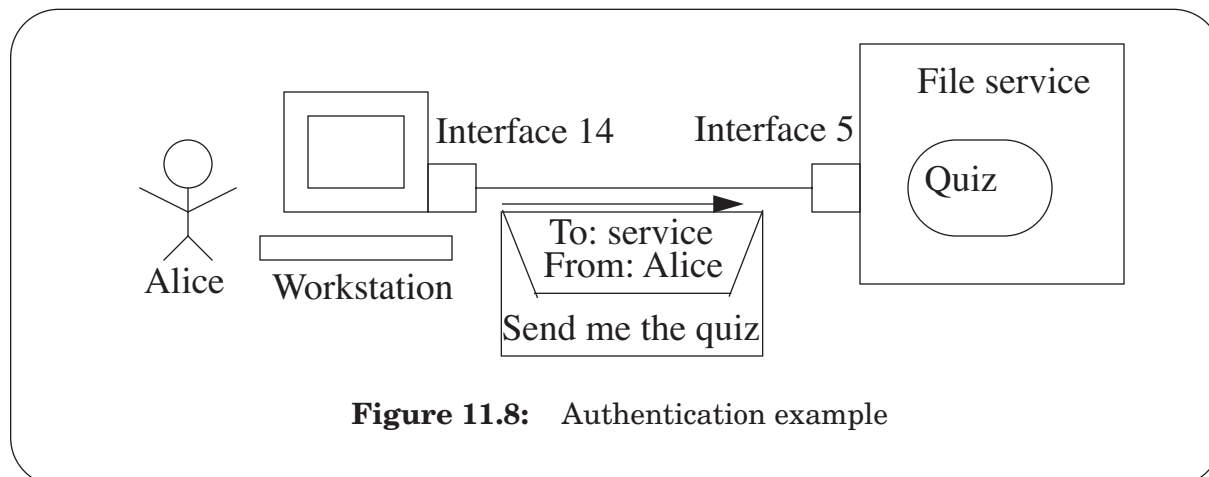 File service
Interface 14
Interface 5
Quiz
To: service
From: Alice
Alice
Workstation
Send me the quiz
Figure 11.8: Authentication example